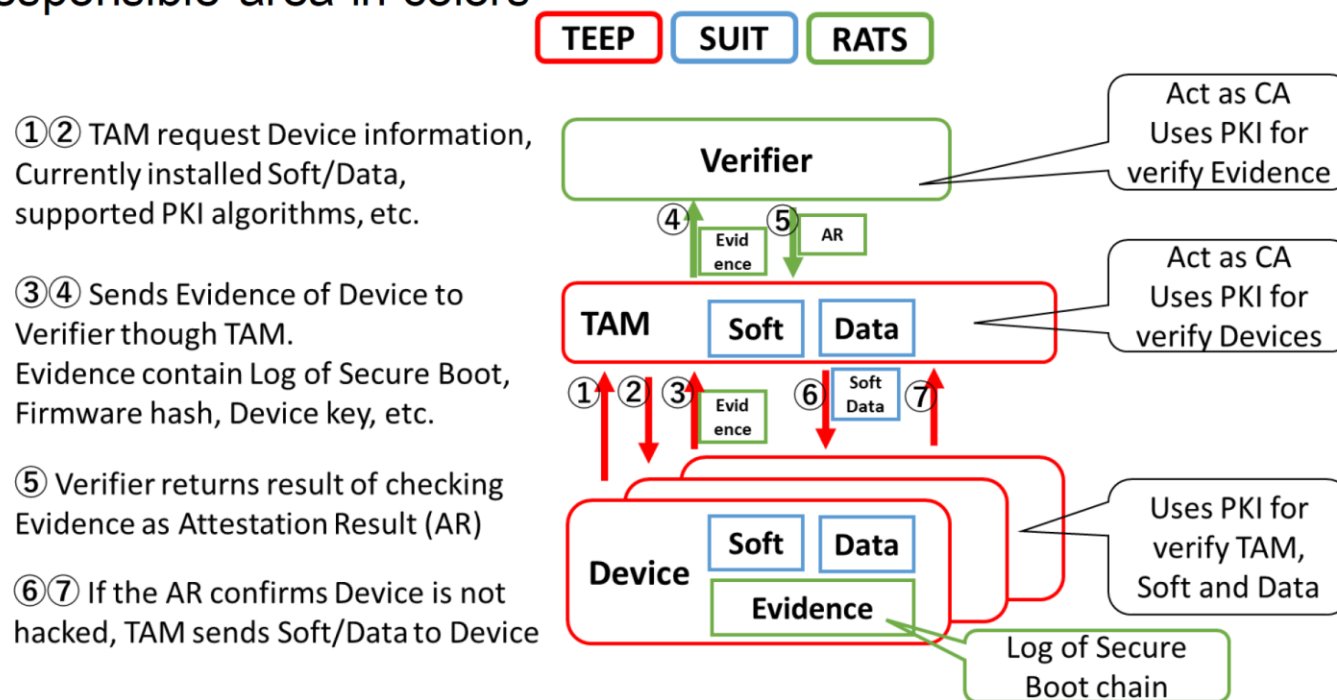 esponsible area in colors
TEEP SUIT RATS
①② TAM request Device information,
Currently installed Soft/Data,
supported PKI algorithms, etc.
③④ Sends Evidence of Device to
Verifier though TAM.
Evidence contain Log of Secure Boot,
Firmware hash, Device key, etc.
⑤ Verifier returns result of checking
Evidence as Attestation Result (AR)
⑥⑦ If the AR confirms Device is not
hacked, TAM sends Soft/Data to Device
Verifier
④ Evid
ence
⑤ AR
TAM Soft Data
① ② ③ Evid
ence
⑥ Soft
Data
⑦
Device Soft Data
Evidence
Act as CA
Uses PKI for
verify Evidence
Act as CA
Uses PKI for
verify Devices
Uses PKI for
verify TAM,
Soft and Data
Log of Secure
Boot chain